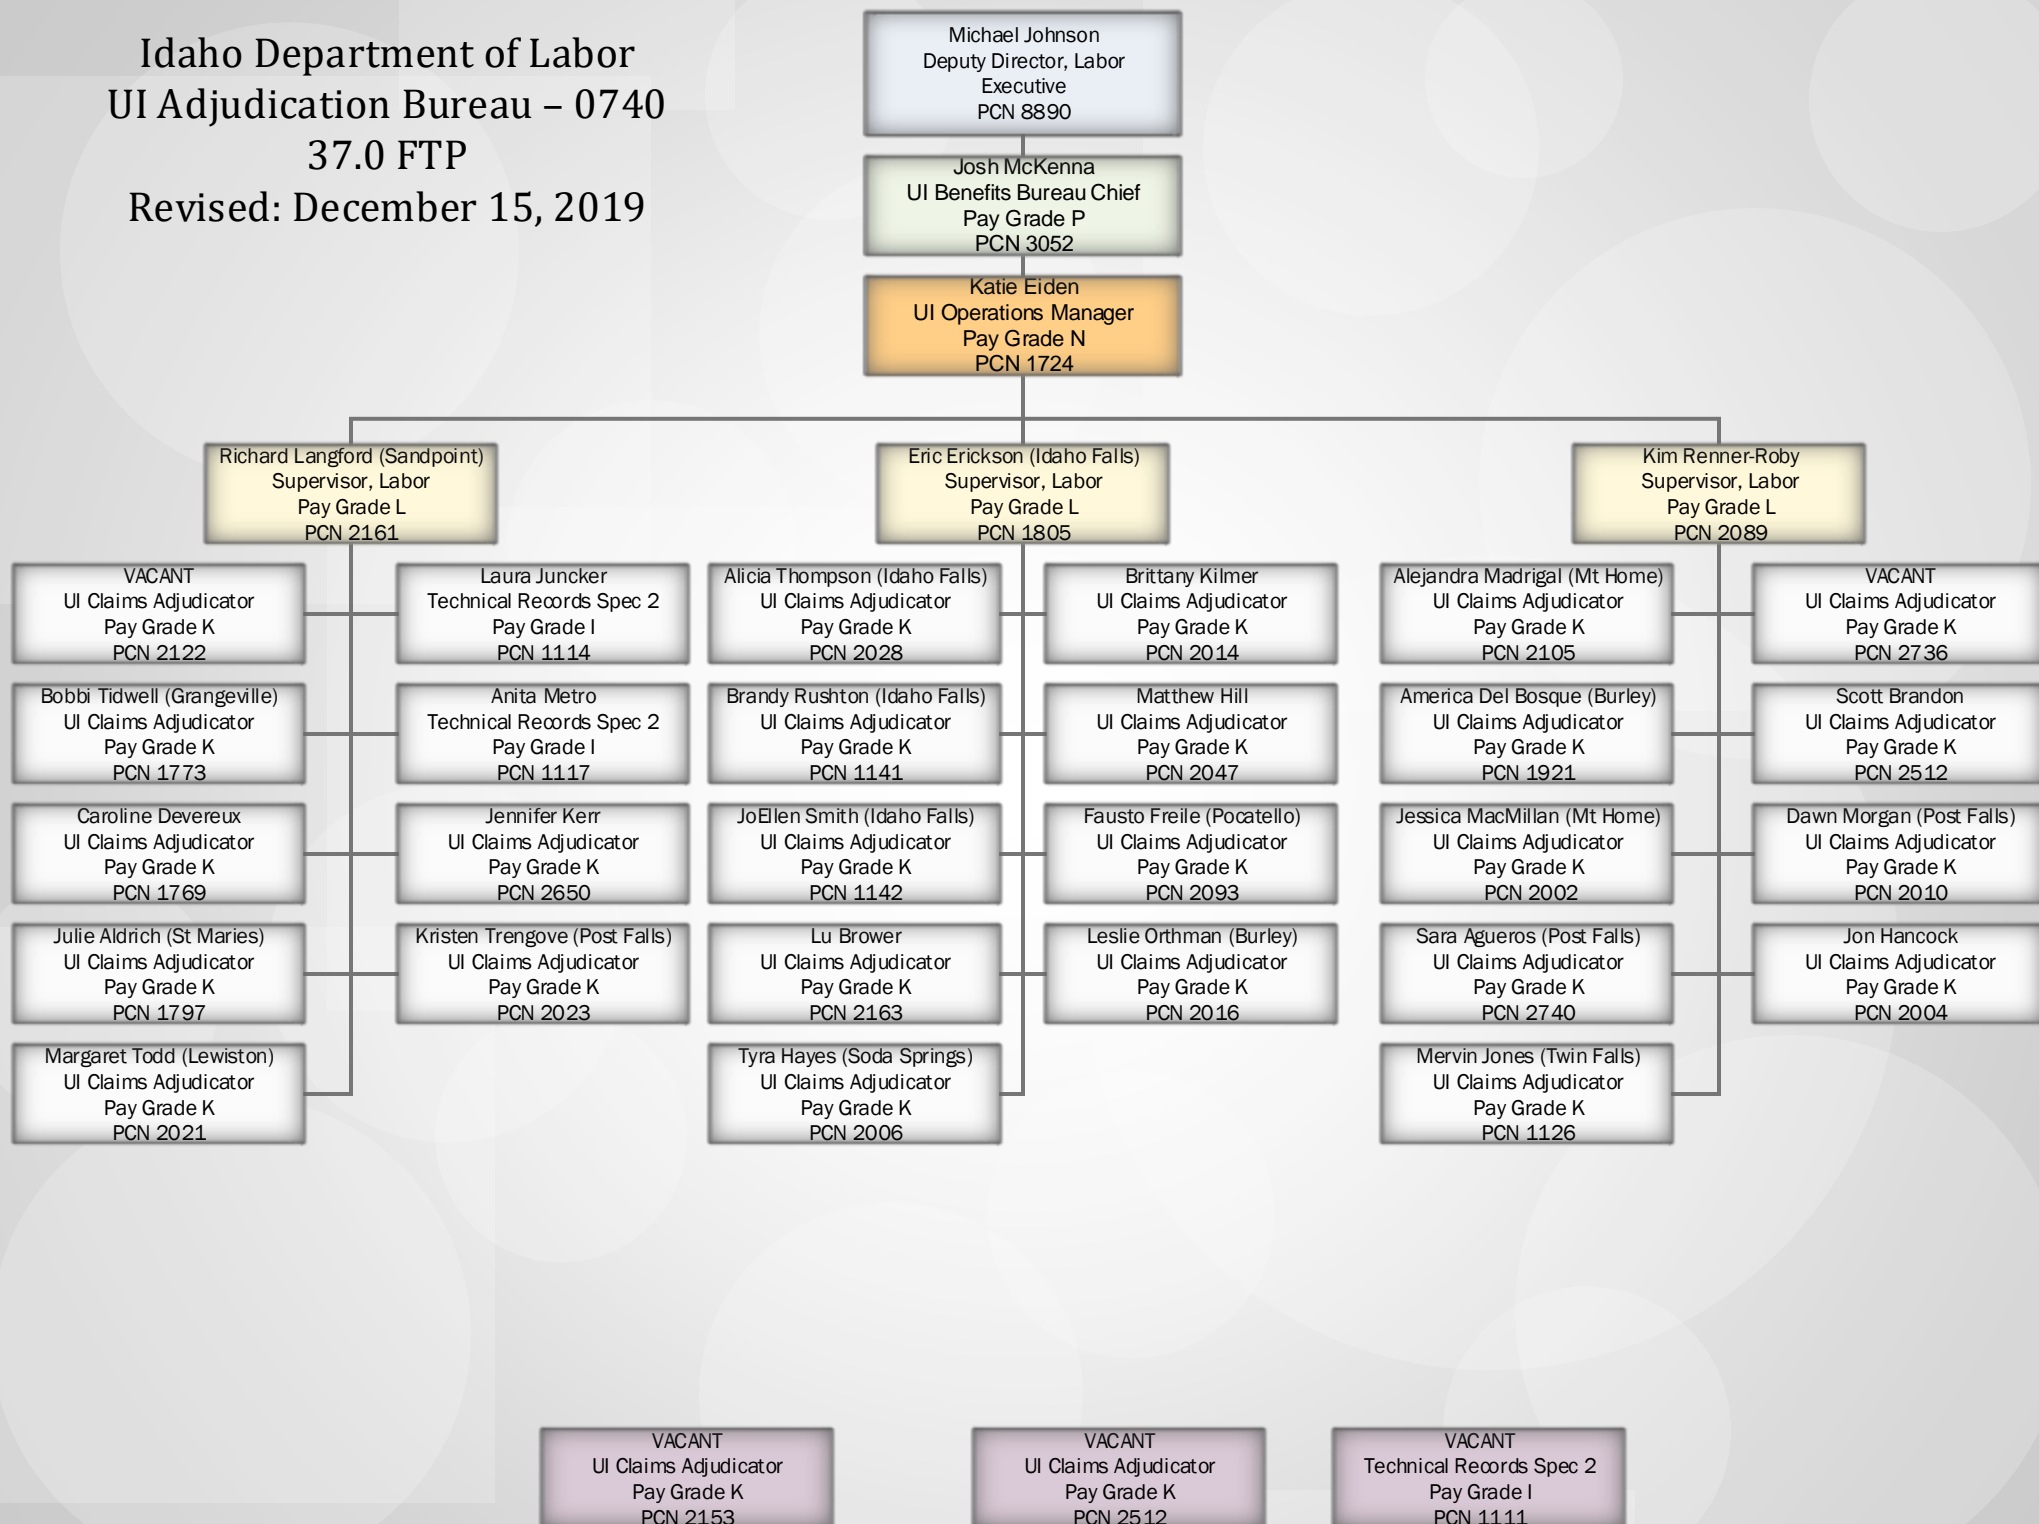 Idaho Department of Labor
UI Adjudication Bureau – 0740
37.0 FTP
Revised: December 15, 2019
Michael Johnson
Deputy Director, Labor
Executive
PCN 8890
Josh McKenna
UI Benefits Bureau Chief
Pay Grade P
PCN 3052
Katie Eiden
UI Operations Manager
Pay Grade N
PCN 1724
Richard Langford (Sandpoint)
Supervisor, Labor
Pay Grade L
PCN 2161
VACANT
UI Claims Adjudicator
Pay Grade K
PCN 2122
Laura Juncker
Technical Records Spec 2
Pay Grade I
PCN 1114
Bobbi Tidwell (Grangeville)
UI Claims Adjudicator
Pay Grade K
PCN 1773
Anita Metro
Technical Records Spec 2
Pay Grade I
PCN 1117
Caroline Devereux
UI Claims Adjudicator
Pay Grade K
PCN 1769
Jennifer Kerr
UI Claims Adjudicator
Pay Grade K
PCN 2650
Julie Aldrich (St Maries)
UI Claims Adjudicator
Pay Grade K
PCN 1797
Kristen Trengove (Post Falls)
UI Claims Adjudicator
Pay Grade K
PCN 2023
Margaret Todd (Lewiston)
UI Claims Adjudicator
Pay Grade K
PCN 2021
Eric Erickson (Idaho Falls)
Supervisor, Labor
Pay Grade L
PCN 1805
Alicia Thompson (Idaho Falls)
UI Claims Adjudicator
Pay Grade K
PCN 2028
Brittany Kilmer
UI Claims Adjudicator
Pay Grade K
PCN 2014
Brandy Rushton (Idaho Falls)
UI Claims Adjudicator
Pay Grade K
PCN 1141
Matthew Hill
UI Claims Adjudicator
Pay Grade K
PCN 2047
JoEllen Smith (Idaho Falls)
UI Claims Adjudicator
Pay Grade K
PCN 1142
Fausto Freile (Pocatello)
UI Claims Adjudicator
Pay Grade K
PCN 2093
Lu Brower
UI Claims Adjudicator
Pay Grade K
PCN 2163
Leslie Orthman (Burley)
UI Claims Adjudicator
Pay Grade K
PCN 2016
Tyra Hayes (Soda Springs)
UI Claims Adjudicator
Pay Grade K
PCN 2006
Kim Renner-Roby
Supervisor, Labor
Pay Grade L
PCN 2089
Alejandra Madrigal (Mt Home)
UI Claims Adjudicator
Pay Grade K
PCN 2105
VACANT
UI Claims Adjudicator
Pay Grade K
PCN 2736
America Del Bosque (Burley)
UI Claims Adjudicator
Pay Grade K
PCN 1921
Scott Brandon
UI Claims Adjudicator
Pay Grade K
PCN 2512
Jessica MacMillan (Mt Home)
UI Claims Adjudicator
Pay Grade K
PCN 2002
Dawn Morgan (Post Falls)
UI Claims Adjudicator
Pay Grade K
PCN 2010
Sara Agueros (Post Falls)
UI Claims Adjudicator
Pay Grade K
PCN 2740
Jon Hancock
UI Claims Adjudicator
Pay Grade K
PCN 2004
Mervin Jones (Twin Falls)
UI Claims Adjudicator
Pay Grade K
PCN 1126
VACANT
UI Claims Adjudicator
Pay Grade K
PCN 2153
VACANT
UI Claims Adjudicator
Pay Grade K
PCN 2512
VACANT
Technical Records Spec 2
Pay Grade I
PCN 1111